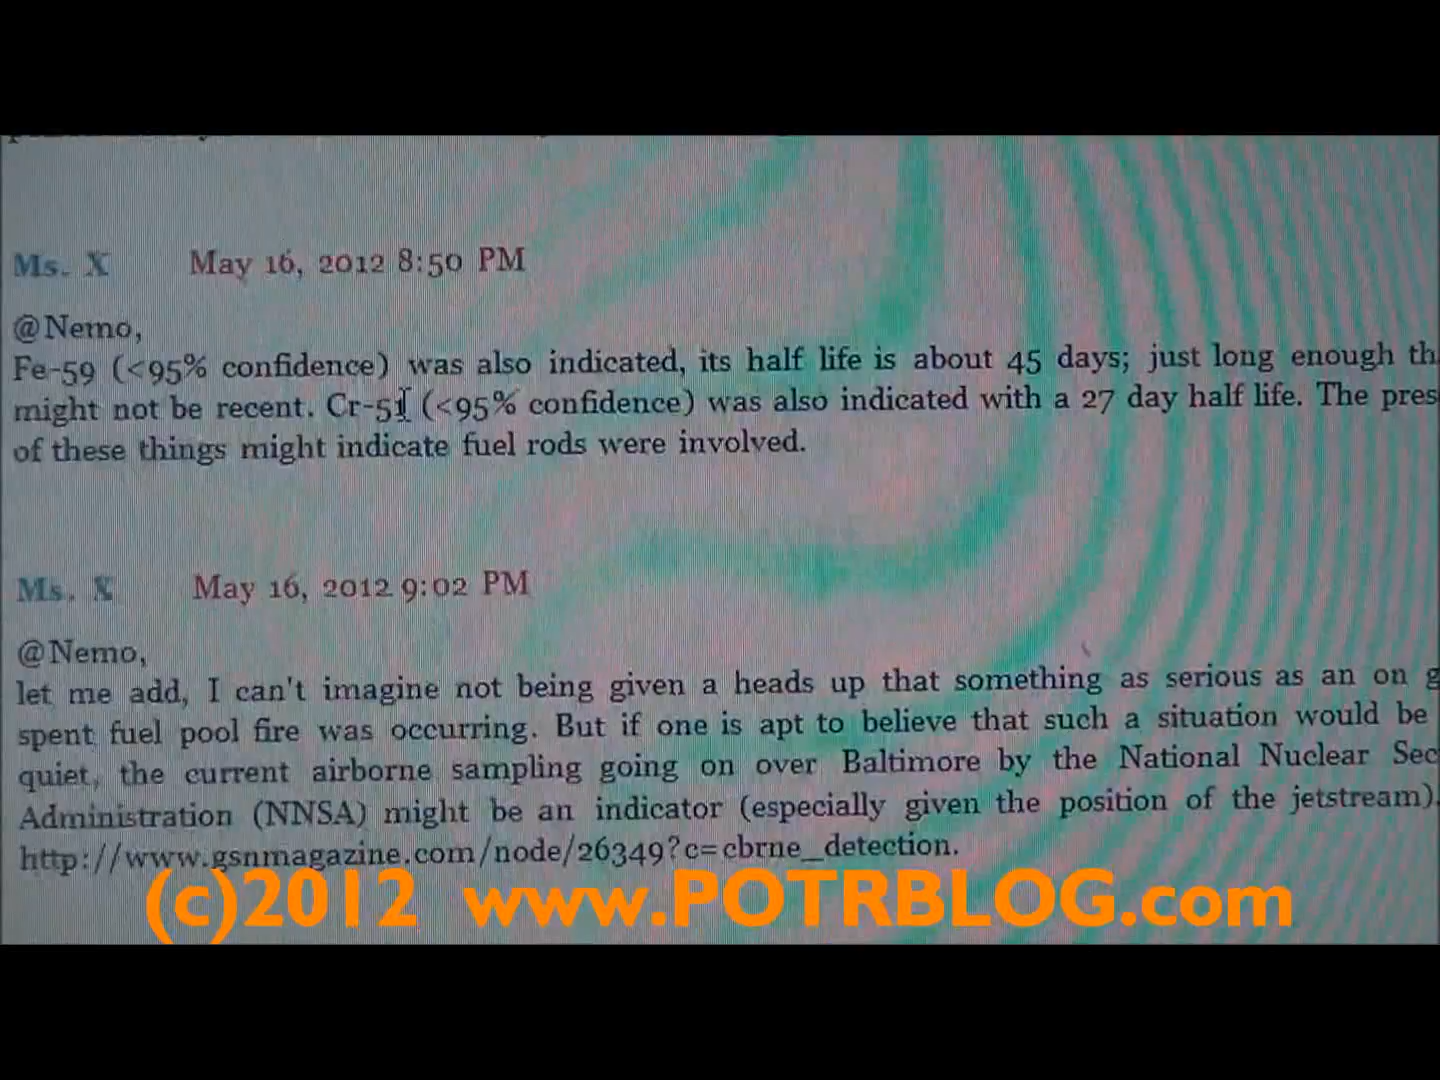 Ms. X May 16, 2012 8:50 PM
@Nemo,
Fe-59 (<95% confidence) was also indicated, its half life is about 45 days; just long enough th
might not be recent. Cr-51 (<95% confidence) was also indicated with a 27 day half life. The pres
of these things might indicate fuel rods were involved.
Ms. X May 16, 2012 9:02 PM
@Nemo,
let me add, I can't imagine not being given a heads up that something as serious as an on g
spent fuel pool fire was occurring. But if one is apt to believe that such a situation would be
quiet, the current airborne sampling going on over Baltimore by the National Nuclear Sec
Administration (NNSA) might be an indicator (especially given the position of the jetstream).
http://www.gsnmagazine.com/node/26349?c=cbrne_detection.
(c)2012 www.POTRBLOG.com